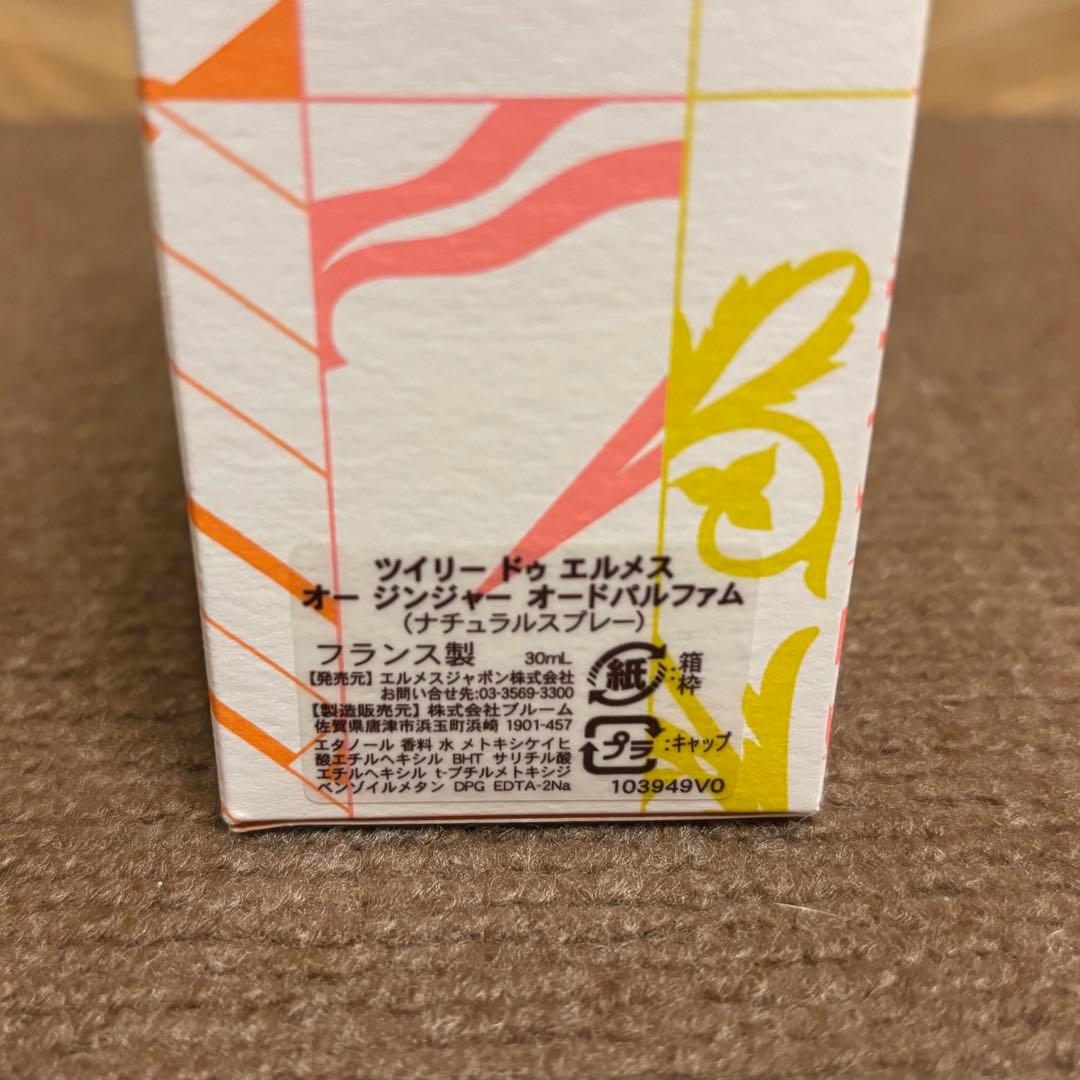 ツイリー ドゥ エルメス
オー ジンジャー オードパルファム
(ナチュラルスプレー)
フランス製 30mL
【発売元】エルメスジャポン株式会社
お問い合せ先:03-3569-3300
【製造販売元】株式会社ブルーム
佐賀県唐津市浜玉町浜崎 1901-457
エタノール 香料 水 メトキシケイヒ
酸エチルヘキシル BHT サリチル酸
エチルヘキシル t-ブチルメトキシジ
ベンゾイルメタン DPG EDTA-2Na
紙 :箱
枠
プラ :キャップ
103949V0